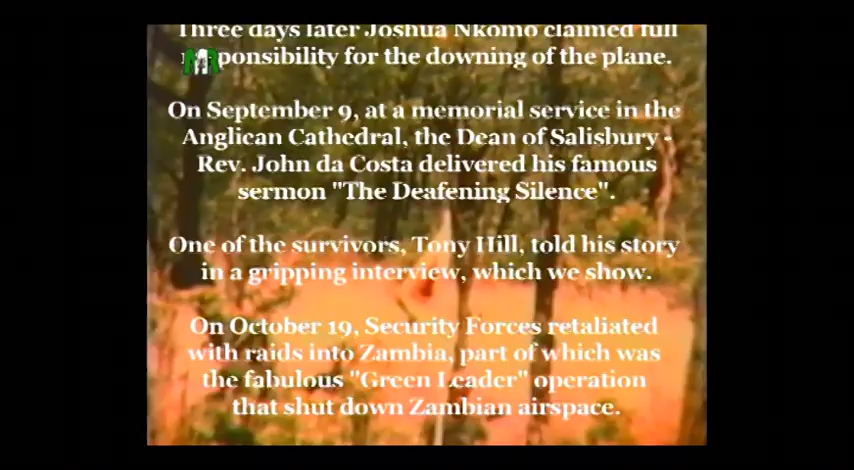 Three days later Joshua Nkomo claimed full
responsibility for the downing of the plane.
On September 9, at a memorial service in the
Anglican Cathedral, the Dean of Salisbury -
Rev. John da Costa delivered his famous
sermon "The Deafening Silence".
One of the survivors, Tony Hill, told his story
in a gripping interview, which we show.
On October 19, Security Forces retaliated
with raids into Zambia, part of which was
the fabulous "Green Leader" operation
that shut down Zambian airspace.